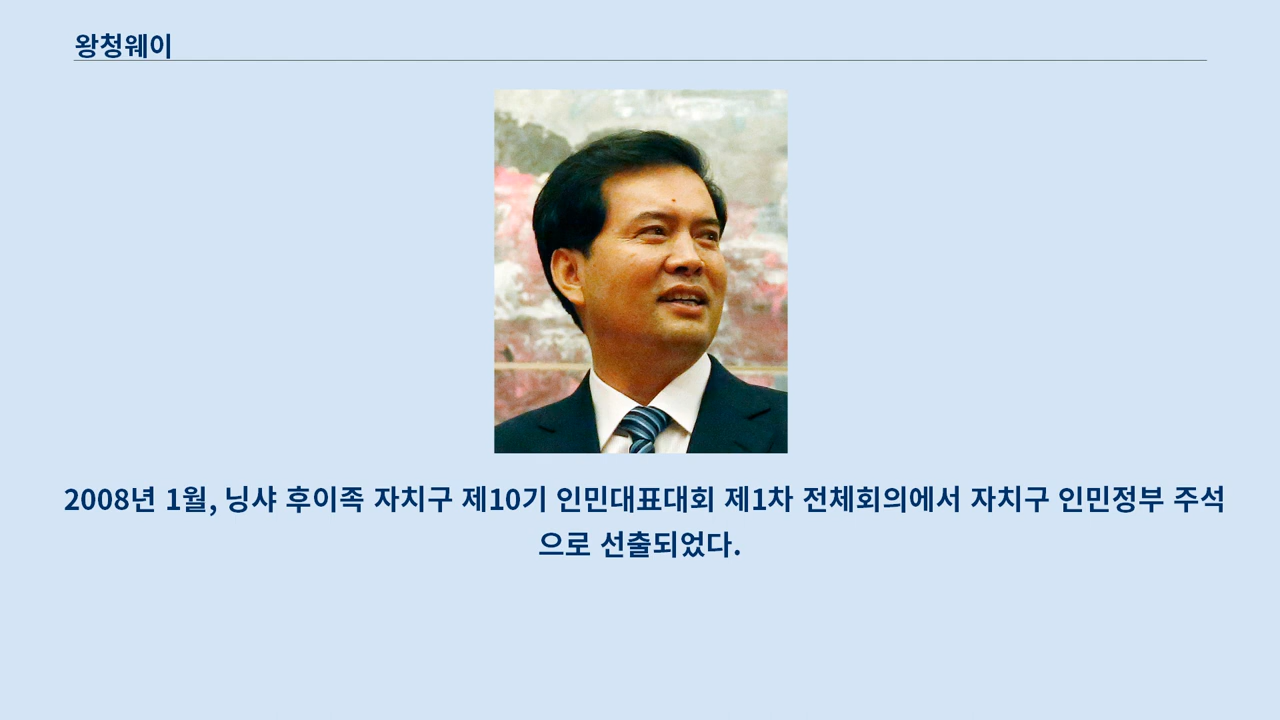 왕청웨이
2008년 1월, 닝샤 후이족 자치구 제10기 인민대표대회 제1차 전체회의에서 자치구 인민정부 주석
으로 선출되었다.